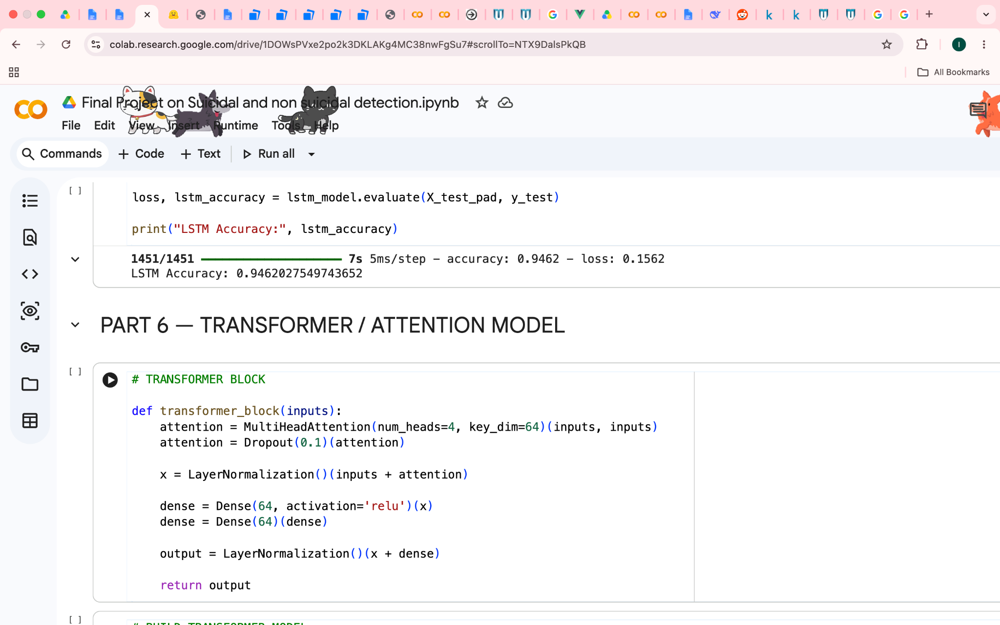 colab.research.google.com/drive/1DOWsPVxe2po2k3DKLAKg4MC38nwFgSu7#scrollTo=NTX9DalsPkQB
I
All Bookmarks
Final Project on Suicidal and non suicidal detection.ipynb
File Edit View Insert Runtime Tools Help
Commands + Code + Text Run all
[ ]
loss, lstm_accuracy = lstm_model.evaluate(X_test_pad, y_test)
print("LSTM Accuracy:", lstm_accuracy)
1451/1451 ━━━━━━━━━━━━━━━━━━━━ 7s 5ms/step – accuracy: 0.9462 – loss: 0.1562
LSTM Accuracy: 0.9462027549743652
PART 6 — TRANSFORMER / ATTENTION MODEL
[ ]
# TRANSFORMER BLOCK
def transformer_block(inputs):
    attention = MultiHeadAttention(num_heads=4, key_dim=64)(inputs, inputs)
    attention = Dropout(0.1)(attention)
    x = LayerNormalization()(inputs + attention)
    dense = Dense(64, activation='relu')(x)
    dense = Dense(64)(dense)
    output = LayerNormalization()(x + dense)
    return output
[ ]
# BUILD TRANSFORMER MODEL